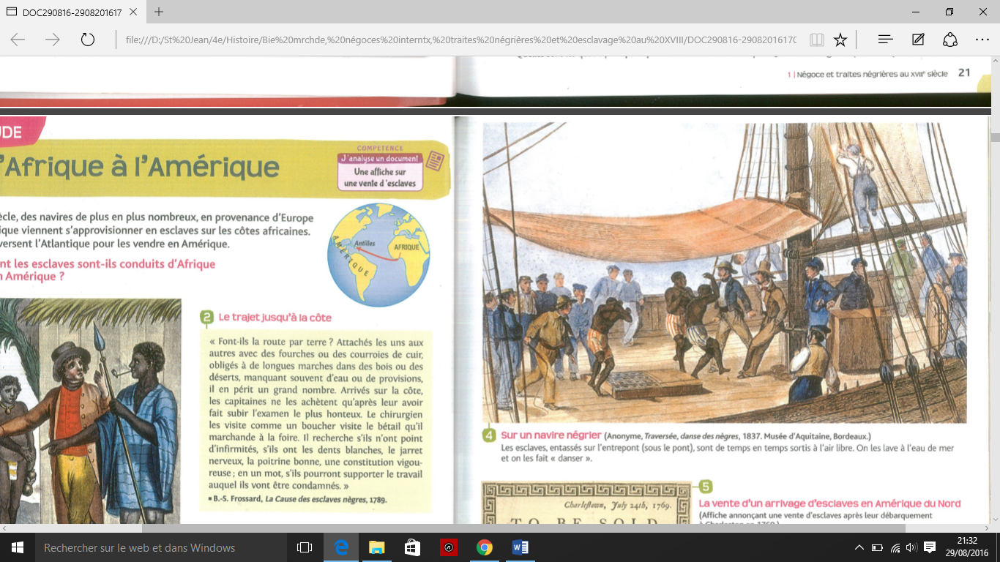 DOC290816-2908201617
file:///D:/St%20Jean/4e/Histoire/Bie%20mrchde,%20négoces%20interntx,%20traites%20négrières%20et%20esclavage%20au%20XVIII/DOC290816-29082016170
1 | Négoce et traites négrières au XVIIIe siècle 21
UDE
'Afrique à l'Amérique
COMPETENCE
J'analyse un document
Une affiche sur
une vente d'esclaves
ècle, des navires de plus en plus nombreux, en provenance d'Europe
ique viennent s'approvisionner en esclaves sur les côtes africaines.
versent l'Atlantique pour les vendre en Amérique.
nt les esclaves sont-ils conduits d'Afrique
n Amérique ?
AMÉRIQUE
Antilles
AFRIQUE
2 Le trajet jusqu'à la côte
« Font-ils la route par terre ? Attachés les uns aux
autres avec des fourches ou des courroies de cuir,
obligés à de longues marches dans des bois ou des
déserts, manquant souvent d'eau ou de provisions,
il en périt un grand nombre. Arrivés sur la côte,
les capitaines ne les achètent qu'après leur avoir
fait subir l'examen le plus honteux. Le chirurgien
les visite comme un boucher visite le bétail qu'il
marchande à la foire. Il recherche s'ils n'ont point
d'infirmités, s'ils ont les dents blanches, le jarret
nerveux, la poitrine bonne, une constitution vigou-
reuse ; en un mot, s'ils pourront supporter le travail
auquel ils vont être condamnés. »
▪ B.-S. Frossard, La Cause des esclaves nègres, 1789.
4 Sur un navire négrier (Anonyme, Traversée, danse des nègres, 1837. Musée d'Aquitaine, Bordeaux.)
Les esclaves, entassés sur l'entrepont (sous le pont), sont de temps en temps sortis à l'air libre. On les lave à l'eau de mer
et on les fait « danser ».
Charlestown, July 24th, 1769.
TO BE SOLD
5
La vente d'un arrivage d'esclaves en Amérique du Nord
(Affiche annonçant une vente d'esclaves après leur débarquement
à Charleston en 1769.)
Rechercher sur le web et dans Windows
21:32
29/08/2016